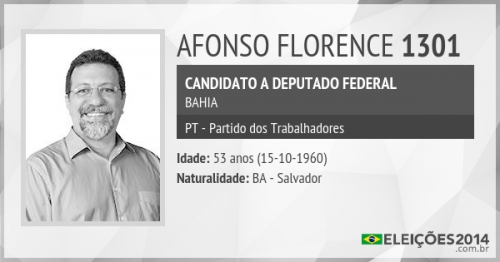 AFONSO FLORENCE 1301
CANDIDATO A DEPUTADO FEDERAL
BAHIA
PT - Partido dos Trabalhadores
Idade: 53 anos (15-10-1960)
Naturalidade: BA - Salvador
ELEIÇÕES2014
.com.br